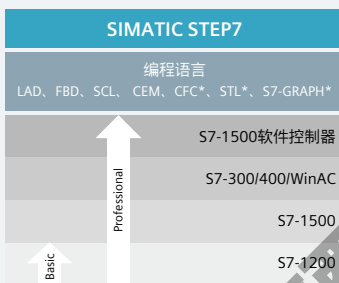 SIMATIC STEP7
编程语言
LAD、FBD、SCL、 CEM、CFC*、STL*、S7-GRAPH*
S7-1500软件控制器
S7-300/400/WinAC
Professional
S7-1500
Basic
S7-1200